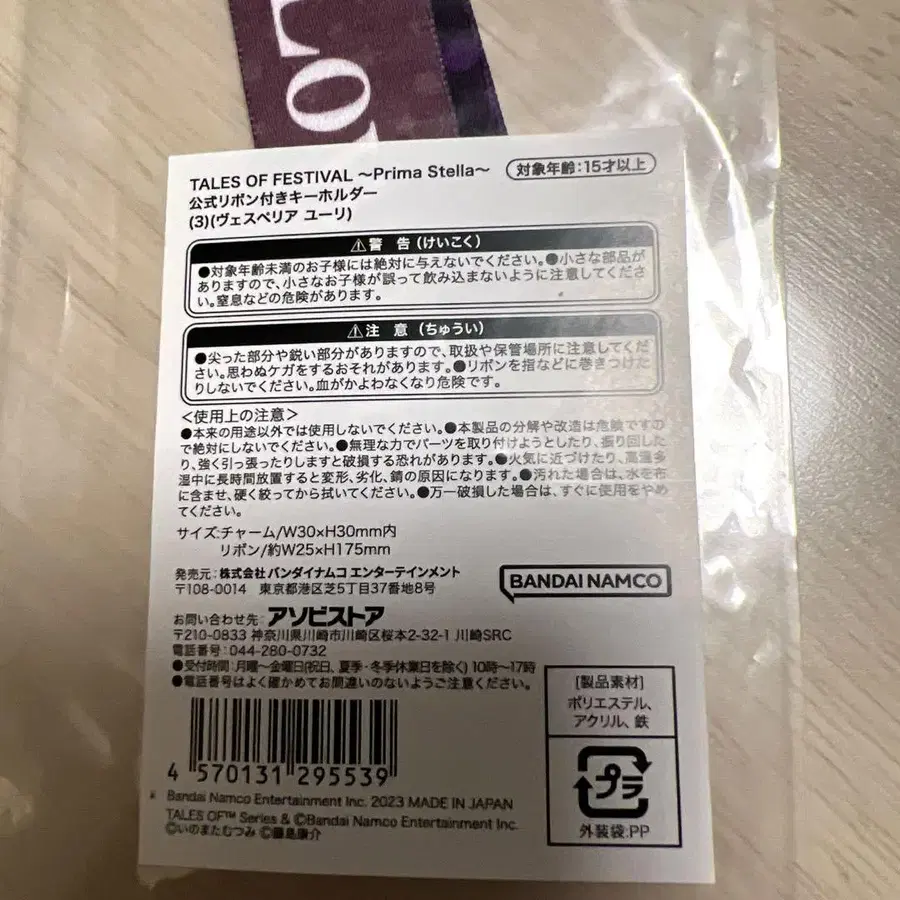 LO
TALES OF FESTIVAL ～Prima Stella～
対象年齢:15才以上
公式リボン付きキーホルダー
(3)(ヴェスペリア ユーリ)
⚠警 告(けいこく)
●対象年齢未満のお子様には絶対に与えないでください。●小さな部品が
ありますので、小さなお子様が誤って飲み込まないように注意してくださ
い。窒息などの危険があります。
⚠注 意(ちゅうい)
●尖った部分や鋭い部分がありますので、取扱や保管場所に注意してくだ
さい。思わぬケガをするおそれがあります。●リボンを指などに巻きつけた
りしないでください。血がかよわなくなり危険です。
＜使用上の注意＞
●本来の用途以外では使用しないでください。●本製品の分解や改造は危険ですの
で絶対にしないでください。●無理な力でパーツを取り付けようとしたり、振り回した
り、強く引っ張ったりしますと破損する恐れがあります。●火気に近づけたり、高温多
湿中に長時間放置すると変形、劣化、錆の原因になります。●汚れた場合は、水を布
に含ませ、硬く絞ってから拭いてください。●万一破損した場合は、すぐに使用をやめ
てください。
サイズ:チャーム/W30×H30mm内
リボン/約W25×H175mm
発売元:株式会社 バンダイナムコ エンターテインメント
〒108-0014 東京都港区芝5丁目37番地8号
BANDAI NAMCO
お問い合わせ先:アソビストア
〒210-0833 神奈川県川崎市川崎区桜本2-32-1 川崎SRC
電話番号:044-280-0732
●受付時間:月曜～金曜日(祝日、夏季・冬季休業日を除く)10時～17時
●電話番号はよく確かめてお間違いのないようご注意ください。
[製品素材]
ポリエステル、
アクリル、鉄
プラ
外装袋:PP
4 570131 295539
Bandai Namco Entertainment Inc. 2023 MADE IN JAPAN
TALES OF™ Series & ©Bandai Namco Entertainment Inc.
©いのまたむつみ ©藤島康介